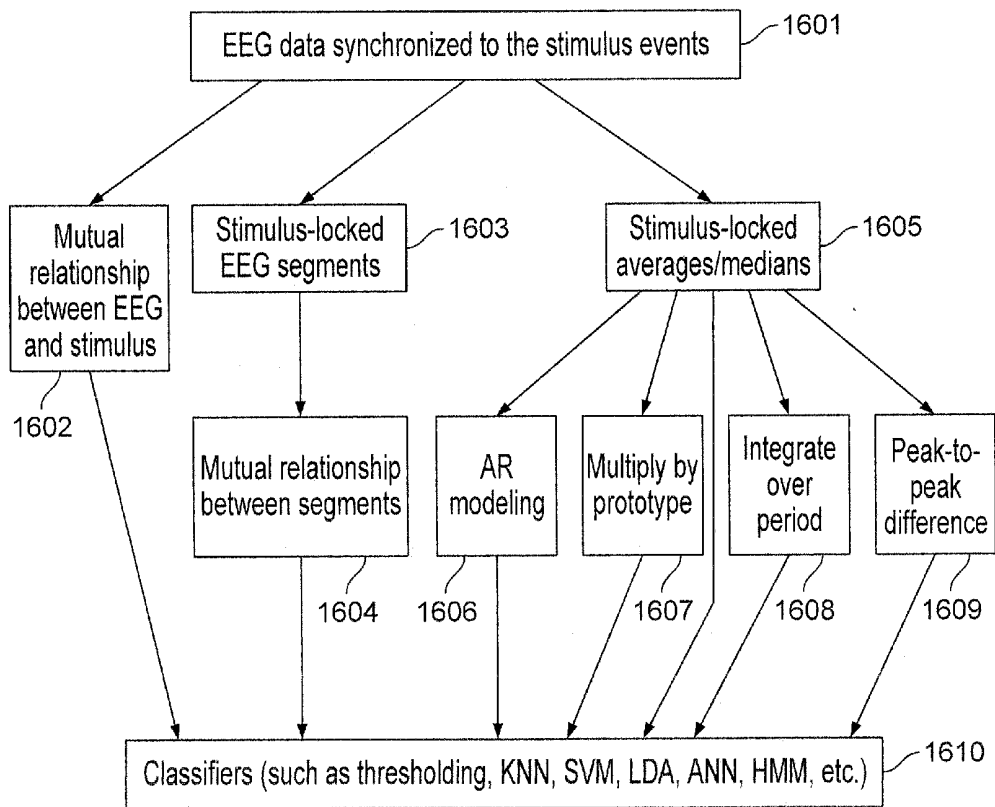 EEG data synchronized to the stimulus events
1601
Mutual
relationship
between EEG
and stimulus
1602
Stimulus-locked
EEG segments
1603
Stimulus-locked
averages/medians
1605
Mutual relationship
between segments
1604
AR
modeling
1606
Multiply by
prototype
1607
Integrate
over
period
1608
Peak-to-
peak
difference
1609
Classifiers (such as thresholding, KNN, SVM, LDA, ANN, HMM, etc.)
1610